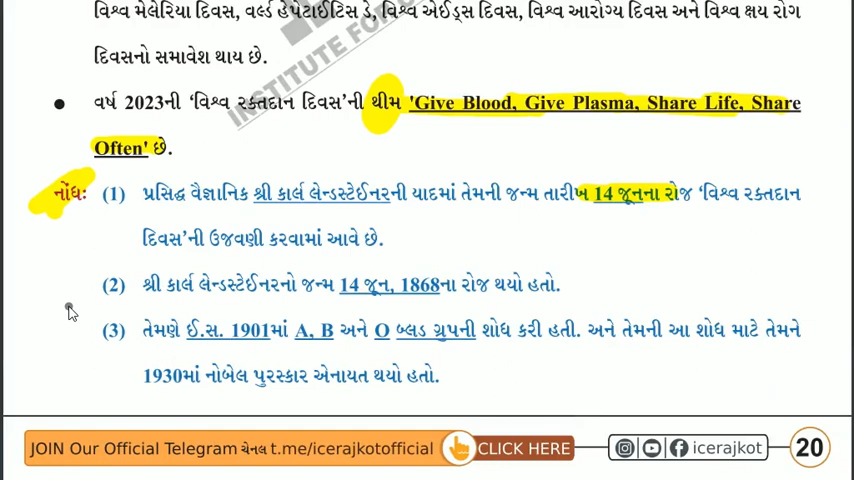 વિશ્વ મેલેરિયા દિવસ, વર્લ્ડ હેપટાઈટિસ ડે, વિશ્વ એઈડ્સ દિવસ, વિશ્વ આરોગ્ય દિવસ અને વિશ્વ ક્ષય રોગ
દિવસનો સમાવેશ થાય છે.
INSTITUTE FOR
● વર્ષ 2023ની ‘વિશ્વ રક્તદાન દિવસ’ની થીમ 'Give Blood, Give Plasma, Share Life, Share
Often' છે.
નોંધઃ (1) પ્રસિદ્ધ વૈજ્ઞાનિક શ્રી કાર્લ લેન્ડસ્ટેઈનરની યાદમાં તેમની જન્મ તારીખ 14 જૂનના રોજ ‘વિશ્વ રક્તદાન
દિવસ’ની ઉજવણી કરવામાં આવે છે.
(2) શ્રી કાર્લ લેન્ડસ્ટેઈનરનો જન્મ 14 જૂન, 1868ના રોજ થયો હતો.
(3) તેમણે ઈ.સ. 1901માં A, B અને O બ્લડ ગ્રુપની શોધ કરી હતી. અને તેમની આ શોધ માટે તેમને
1930માં નોબેલ પુરસ્કાર એનાયત થયો હતો.
JOIN Our Official Telegram ચેનલ t.me/icerajkotofficial CLICK HERE icerajkot 20